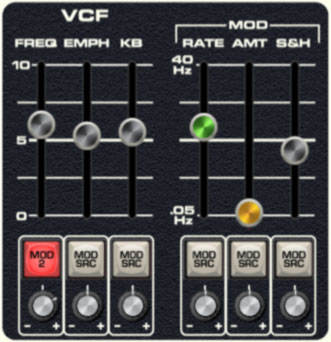 VCF
MOD
FREQ EMPH KB
RATE AMT S&H
10
40
Hz
5
0
.05
Hz
MOD
2
MOD
SRC
MOD
SRC
MOD
SRC
MOD
SRC
MOD
SRC
- +
- +
- +
- +
- +
- +